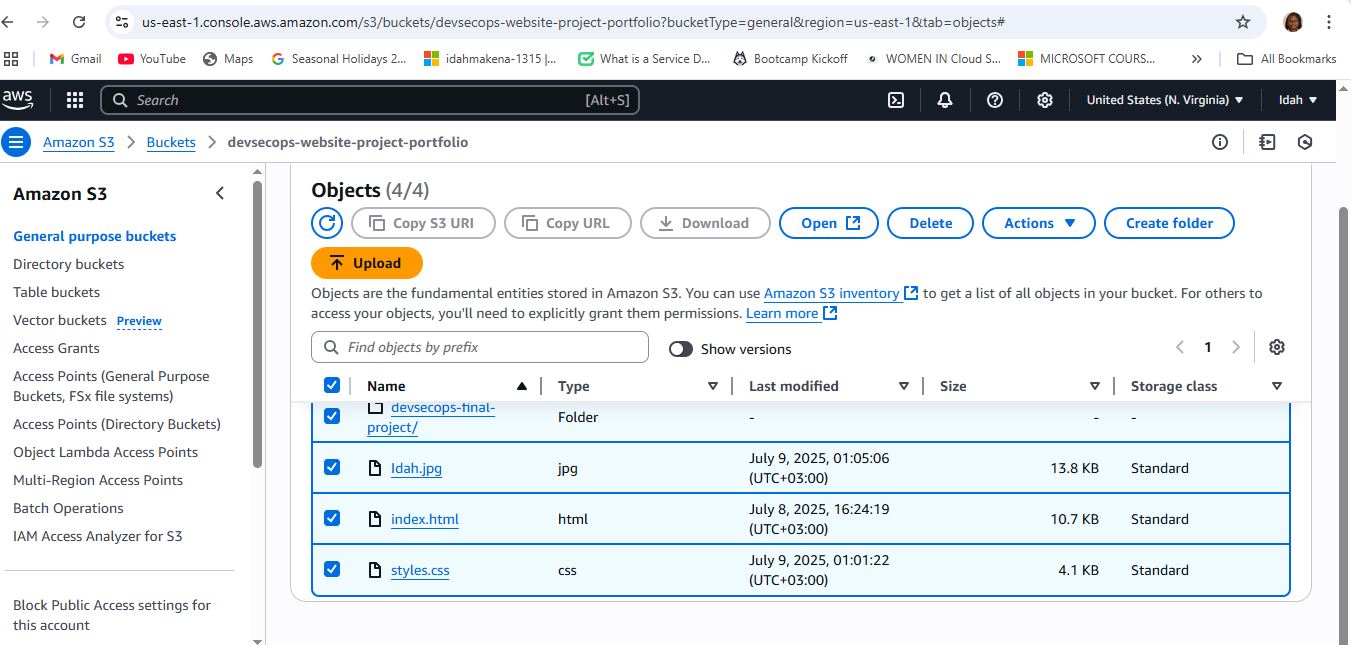 us-east-1.console.aws.amazon.com/s3/buckets/devsecops-website-project-portfolio?bucketType=general&region=us-east-1&tab=objects#
Gmail YouTube Maps Seasonal Holidays 2... idahmakena-1315 |... What is a Service D... Bootcamp Kickoff WOMEN IN Cloud S... MICROSOFT COURS... » All Bookmarks
aws Search [Alt+S] United States (N. Virginia) Idah
Amazon S3 Buckets devsecops-website-project-portfolio
Amazon S3
General purpose buckets
Directory buckets
Table buckets
Vector buckets Preview
Access Grants
Access Points (General Purpose
Buckets, FSx file systems)
Access Points (Directory Buckets)
Object Lambda Access Points
Multi-Region Access Points
Batch Operations
IAM Access Analyzer for S3
Block Public Access settings for
this account
Objects (4/4)
Copy S3 URI Copy URL Download Open Delete Actions Create folder
Upload
Objects are the fundamental entities stored in Amazon S3. You can use Amazon S3 inventory to get a list of all objects in your bucket. For others to
access your objects, you'll need to explicitly grant them permissions. Learn more
Find objects by prefix Show versions 1
Name Type Last modified Size Storage class
devsecops-final-
project/ Folder - - -
Idah.jpg jpg July 9, 2025, 01:05:06
(UTC+03:00) 13.8 KB Standard
index.html html July 8, 2025, 16:24:19
(UTC+03:00) 10.7 KB Standard
styles.css css July 9, 2025, 01:01:22
(UTC+03:00) 4.1 KB Standard